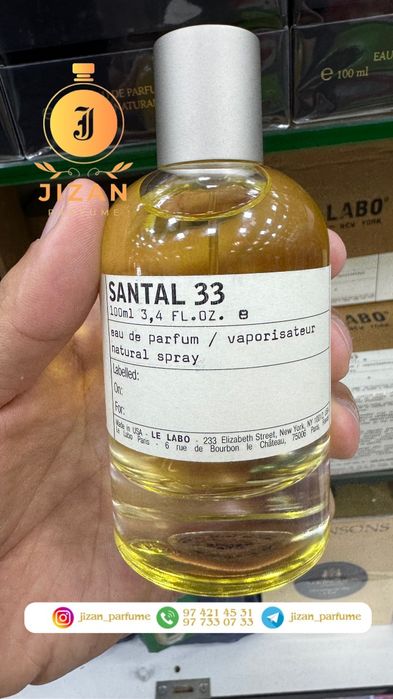 EAU
DE PARFU
NATURAL
℮ 100 ml
J
JIZAN
PARFUME
LABO
NEW YORK
SANTAL 33
100ml 3,4 FL.OZ. ℮
eau de parfum / vaporisateur
natural spray
Labelled:
On:
For:
Made in USA - LE LABO - 233 Elizabeth Street, New York, NY
Le Labo Paris - 6 rue de Bourbon le Château, 75006 Paris,
LABO
jizan_parfume
97 421 45 31
97 733 07 33
jizan_parfume